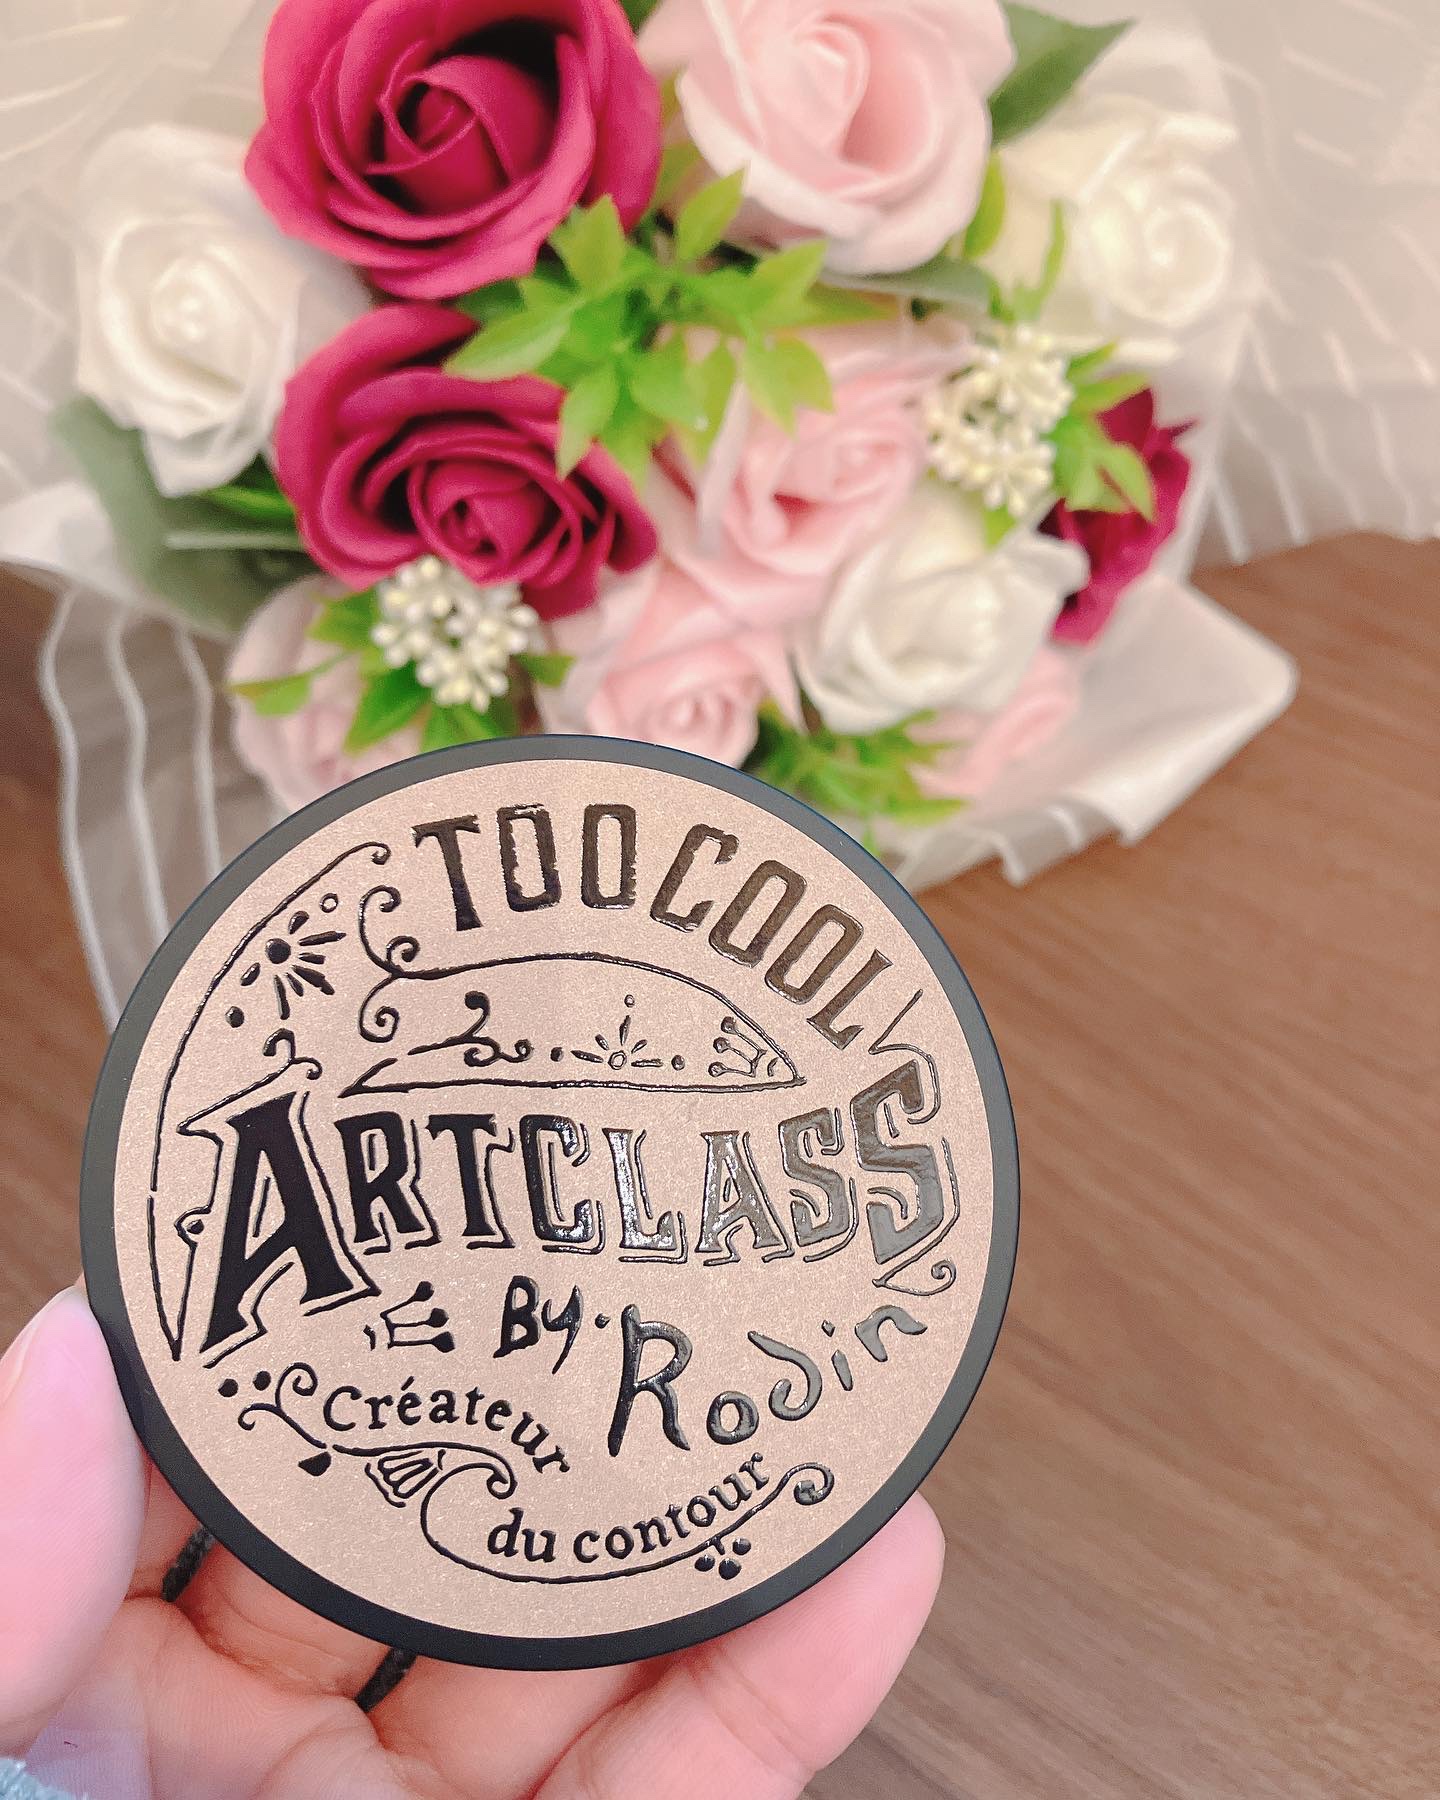 TOO COOL
ARTCLASS
By. Rodin
Créateur
du contour